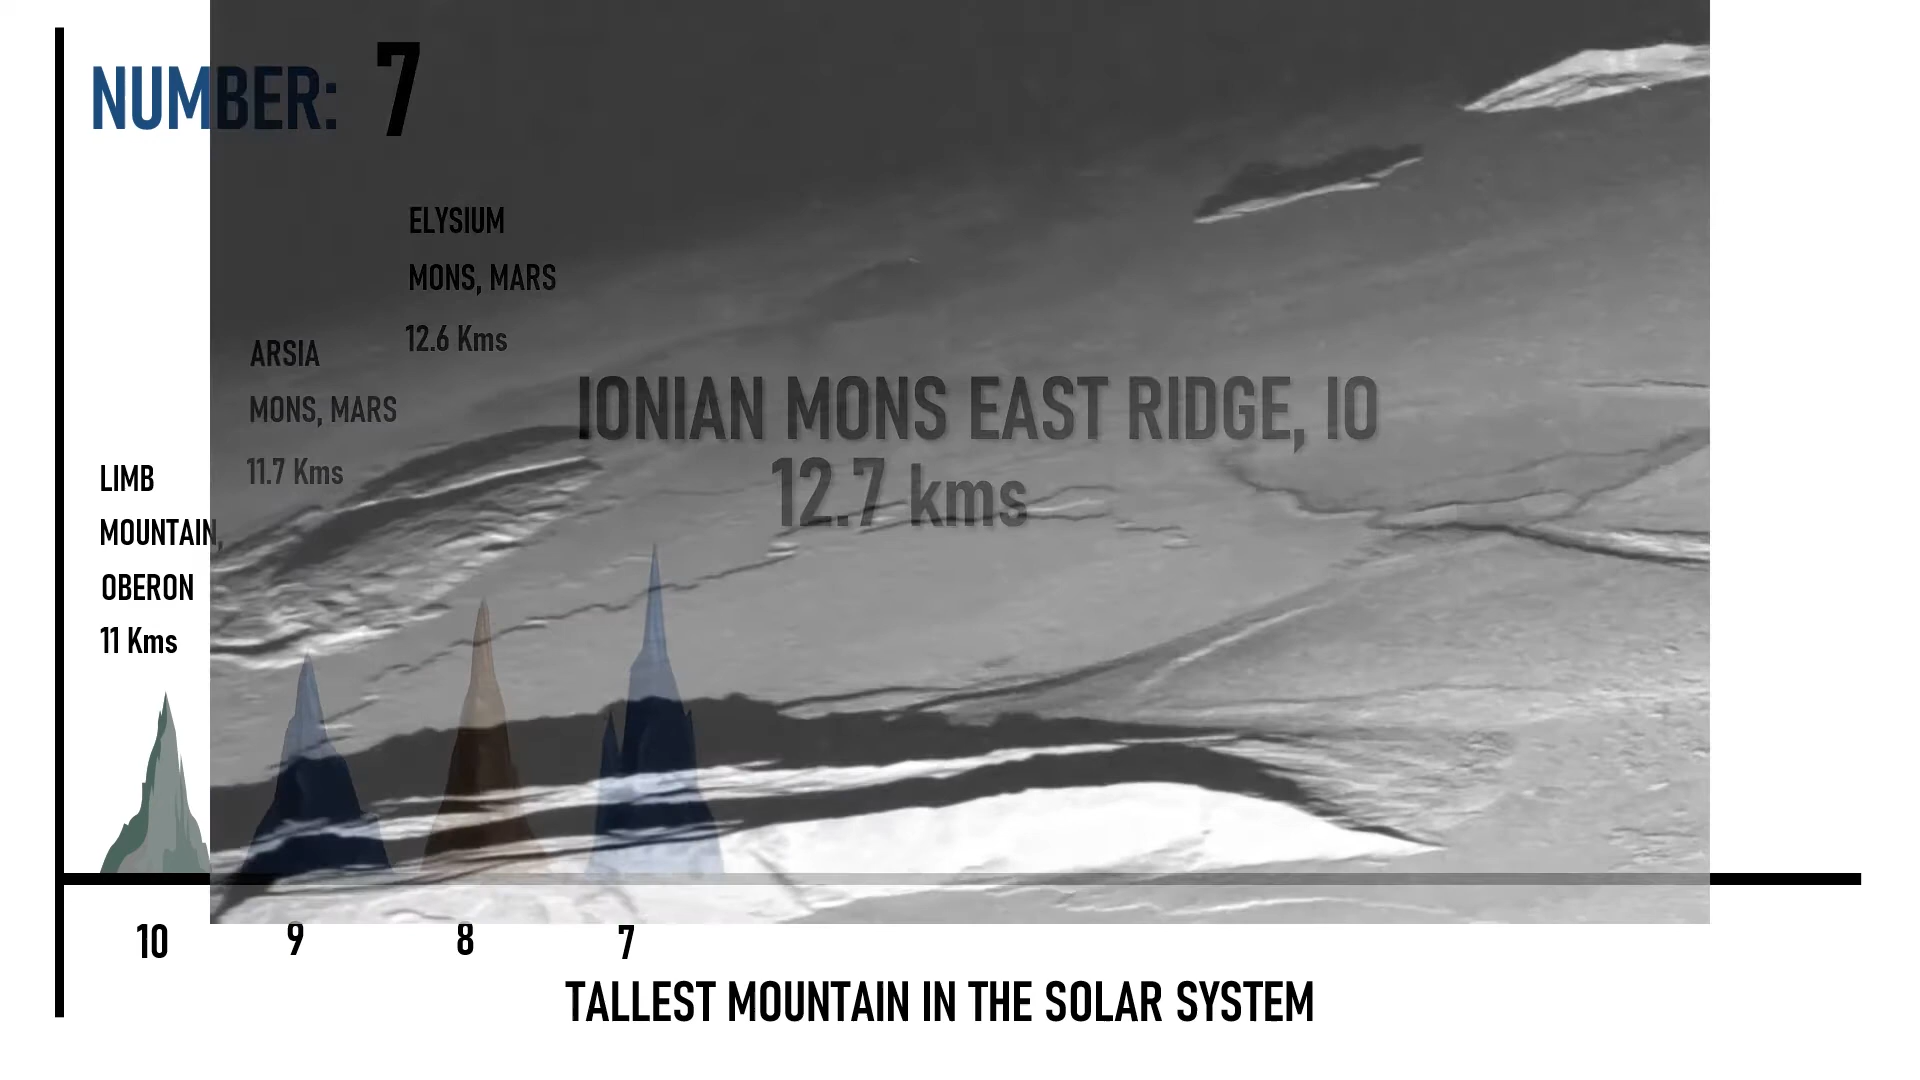 NUMBER: 7
ELYSIUM
MONS, MARS
12.6 Kms
ARSIA
MONS, MARS
11.7 Kms
IONIAN MONS EAST RIDGE, IO
12.7 kms
LIMB
MOUNTAIN,
OBERON
11 Kms
10 9 8 7
TALLEST MOUNTAIN IN THE SOLAR SYSTEM